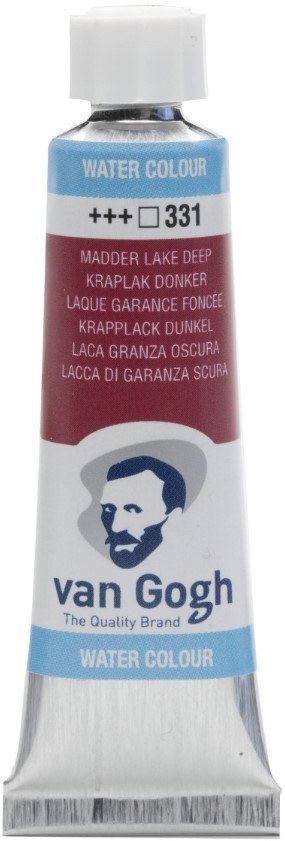 WATER COLOUR
+++□331
MADDER LAKE DEEP
KRAPLAK DONKER
LAQUE GARANCE FONCÉE
KRAPPLACK DUNKEL
LACA GRANZA OSCURA
LACCA DI GARANZA SCURA
van Gogh
The Quality Brand
WATER COLOUR